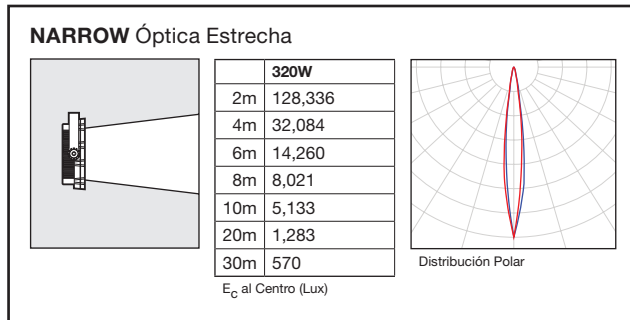 NARROW Óptica Estrecha
320W
2m 128,336
4m 32,084
6m 14,260
8m 8,021
10m 5,133
20m 1,283
30m 570
E_C al Centro (Lux)
Distribución Polar